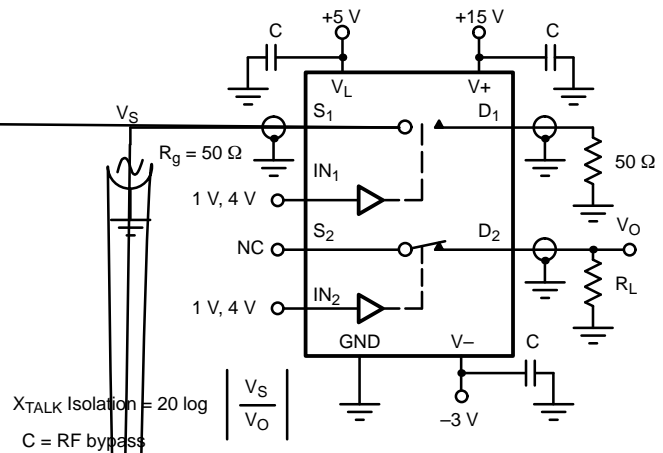 +5 V
+15 V
C
C
VL
V+
VS
S1
D1
Rg = 50 Ω
50 Ω
IN1
1 V, 4 V
VO
S2
D2
NC
RL
IN2
1 V, 4 V
GND
V–
C
–3 V
XTALK Isolation = 20 log | VS / VO |
C = RF bypass